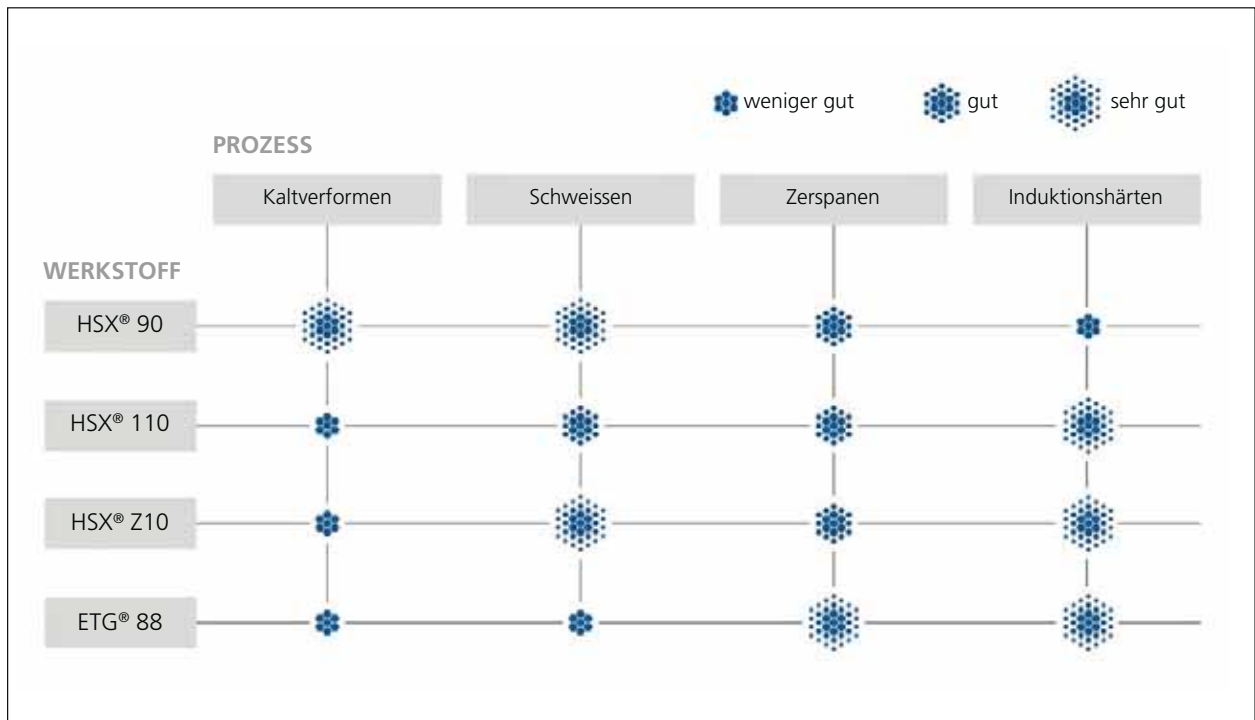 weniger gut gut sehr gut
PROZESS
Kaltverformen Schweissen Zerspanen Induktionshärten
WERKSTOFF
HSX® 90
HSX® 110
HSX® Z10
ETG® 88